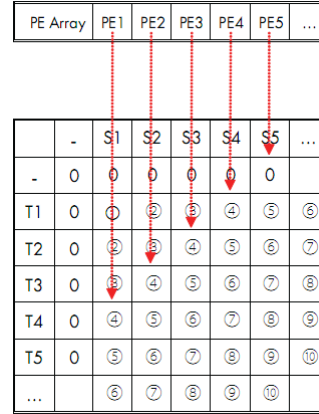 PE Array PE1 PE2 PE3 PE4 PE5 ...
- S1 S2 S3 S4 S5 ...
- 0 0 0 0 0 0
T1 0 ① ② ③ ④ ⑤ ⑥
T2 0 ② ③ ④ ⑤ ⑥ ⑦
T3 0 ③ ④ ⑤ ⑥ ⑦ ⑧
T4 0 ④ ⑤ ⑥ ⑦ ⑧ ⑨
T5 0 ⑤ ⑥ ⑦ ⑧ ⑨ ⑩
... ⑥ ⑦ ⑧ ⑨ ⑩